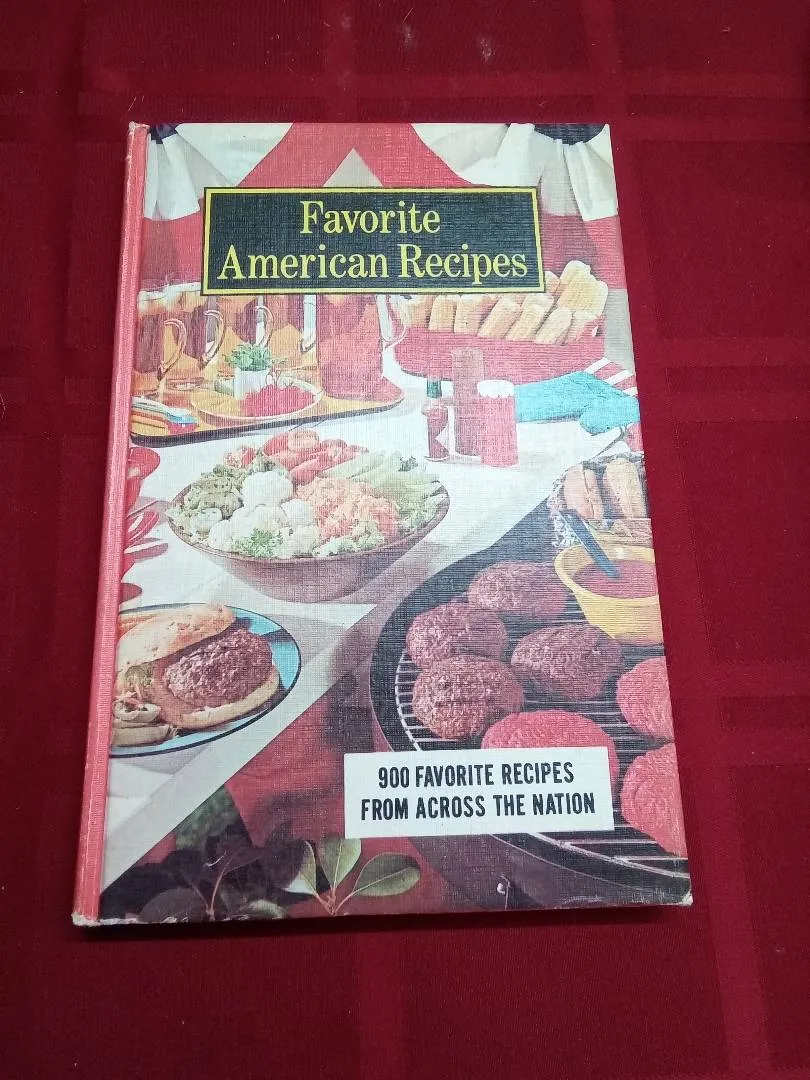 Favorite
American Recipes
900 FAVORITE RECIPES
FROM ACROSS THE NATION